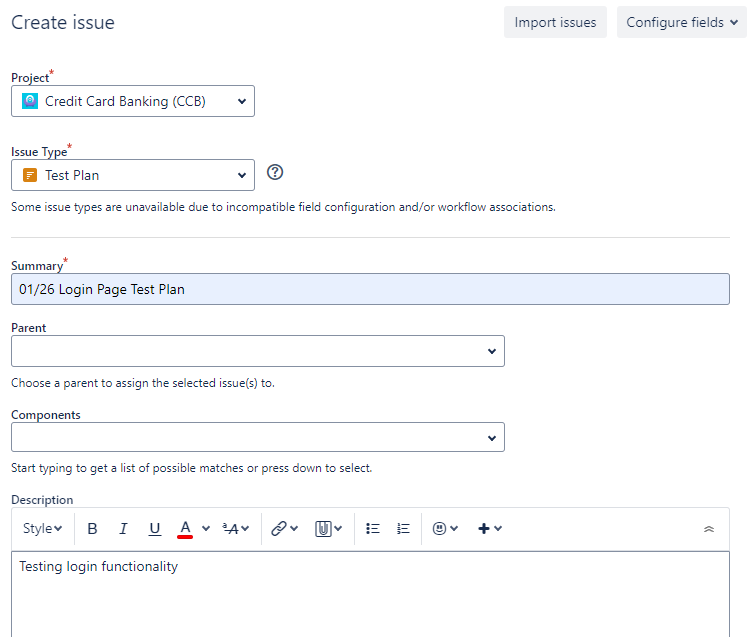 Create issue
Import issues
Configure fields
Project*
Credit Card Banking (CCB)
Issue Type*
Test Plan
Some issue types are unavailable due to incompatible field configuration and/or workflow associations.
Summary*
01/26 Login Page Test Plan
Parent
Choose a parent to assign the selected issue(s) to.
Components
Start typing to get a list of possible matches or press down to select.
Description
Style B I U A ᵃA
Testing login functionality